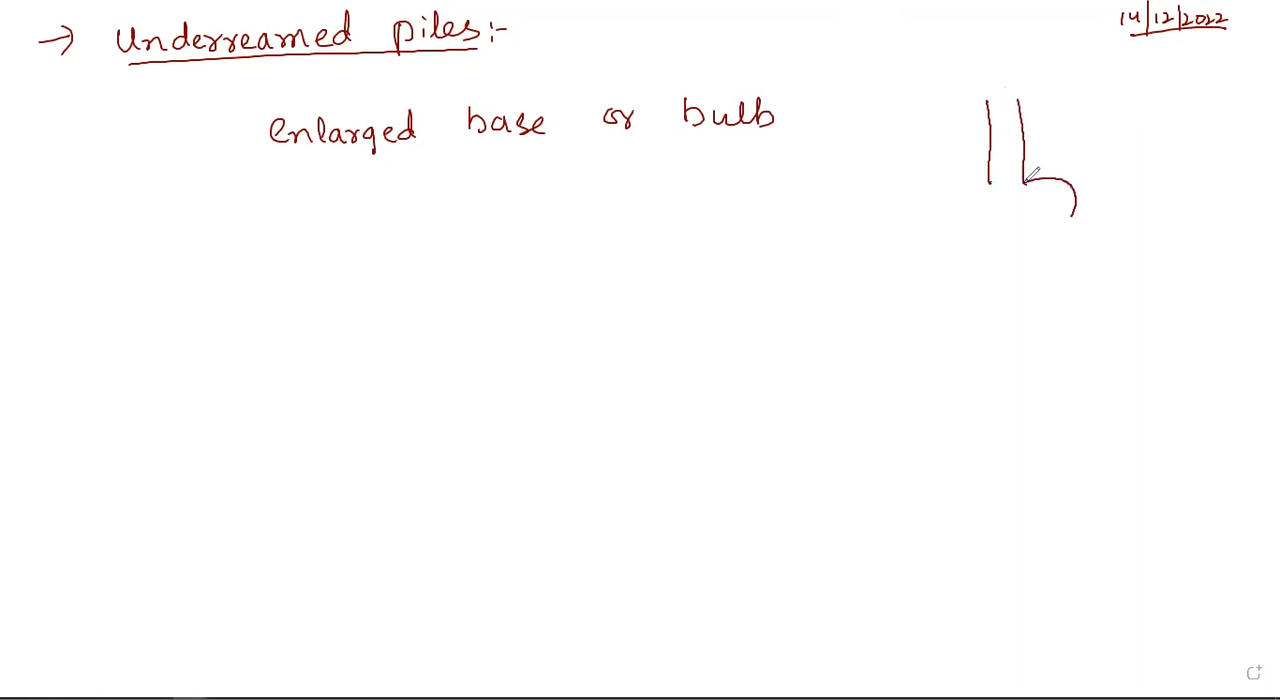 14/12/2022
→ Underreamed piles:-
enlarged base or bulb